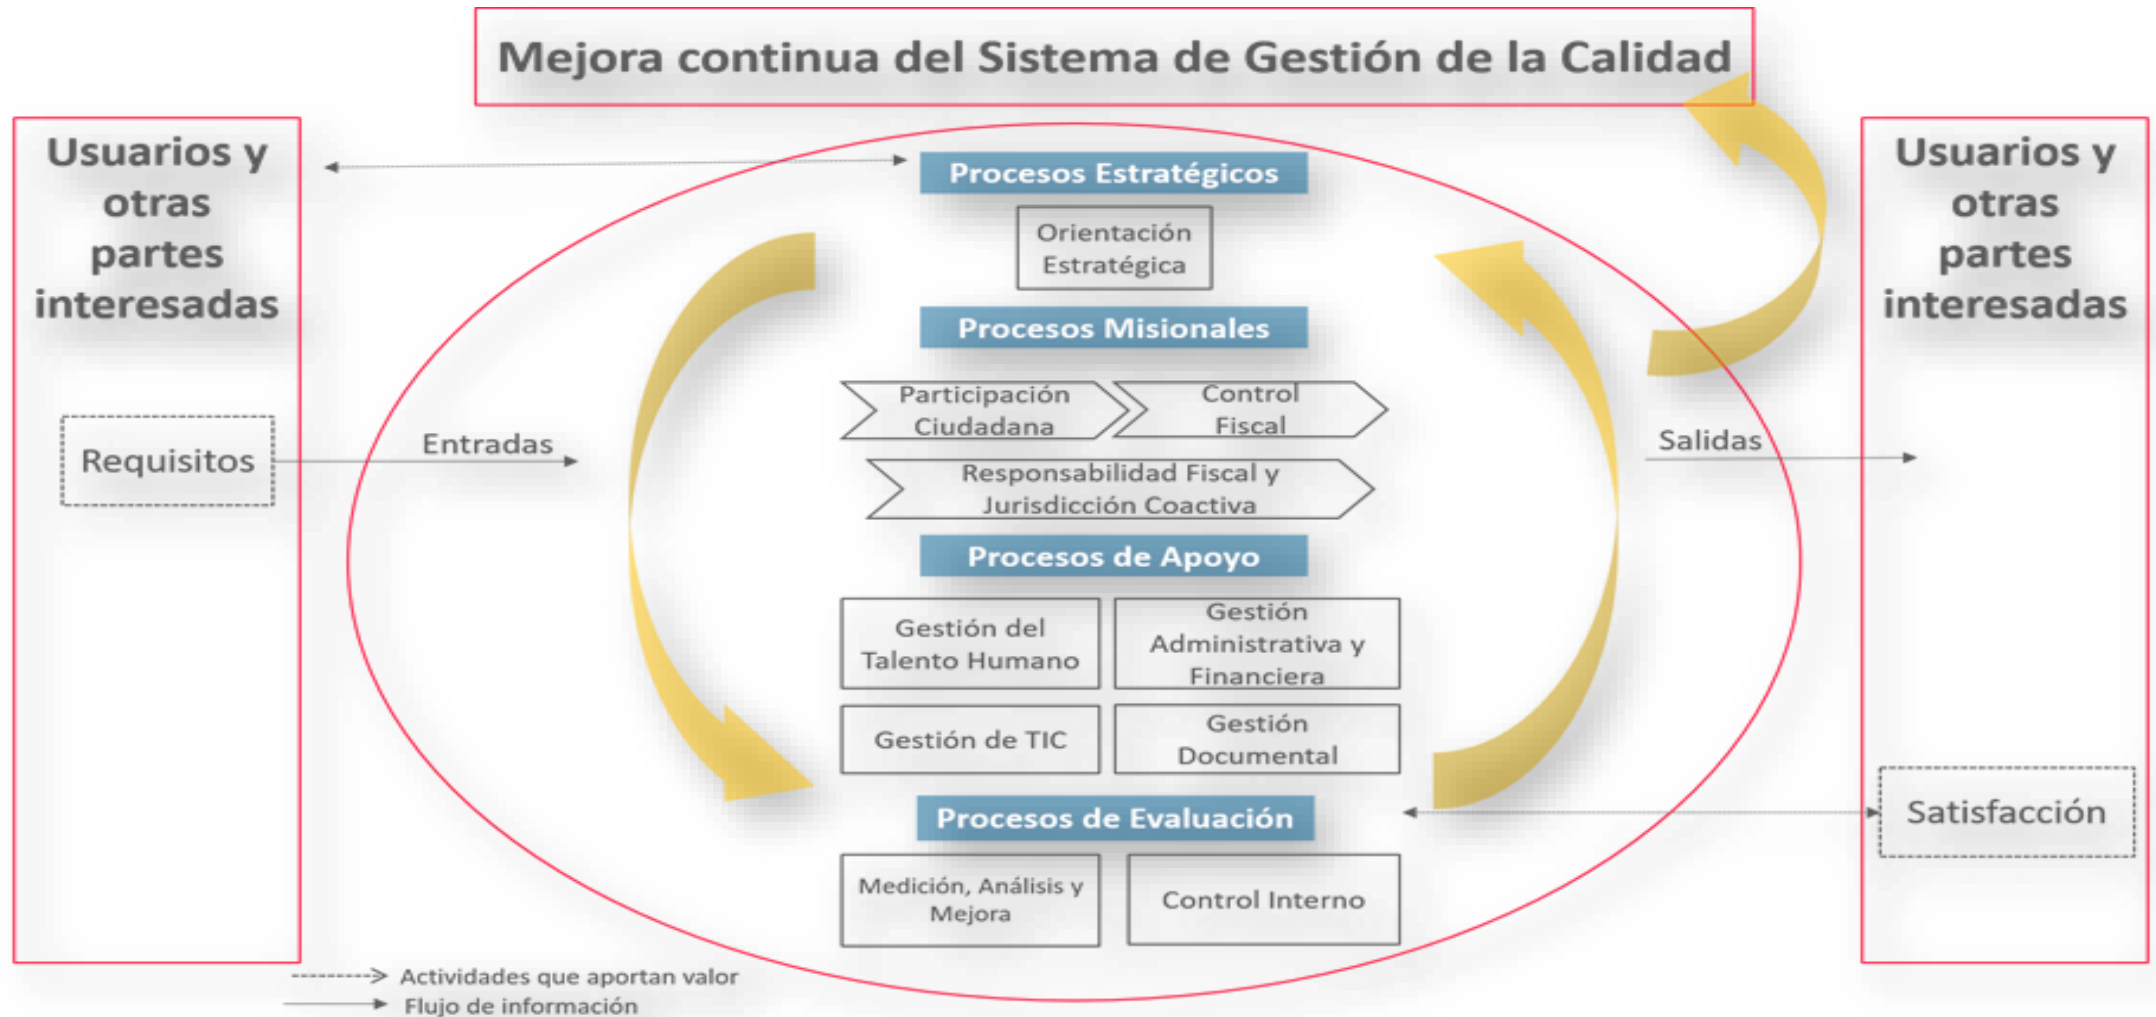 Mejora continua del Sistema de Gestión de la Calidad
Usuarios y
otras
partes
interesadas
Requisitos
Entradas
Procesos Estratégicos
Orientación
Estratégica
Procesos Misionales
Participación
Ciudadana
Control
Fiscal
Responsabilidad Fiscal y
Jurisdicción Coactiva
Procesos de Apoyo
Gestión del
Talento Humano
Gestión
Administrativa y
Financiera
Gestión de TIC
Gestión
Documental
Procesos de Evaluación
Medición, Análisis y
Mejora
Control Interno
Salidas
Usuarios y
otras
partes
interesadas
Satisfacción
Actividades que aportan valor
Flujo de información